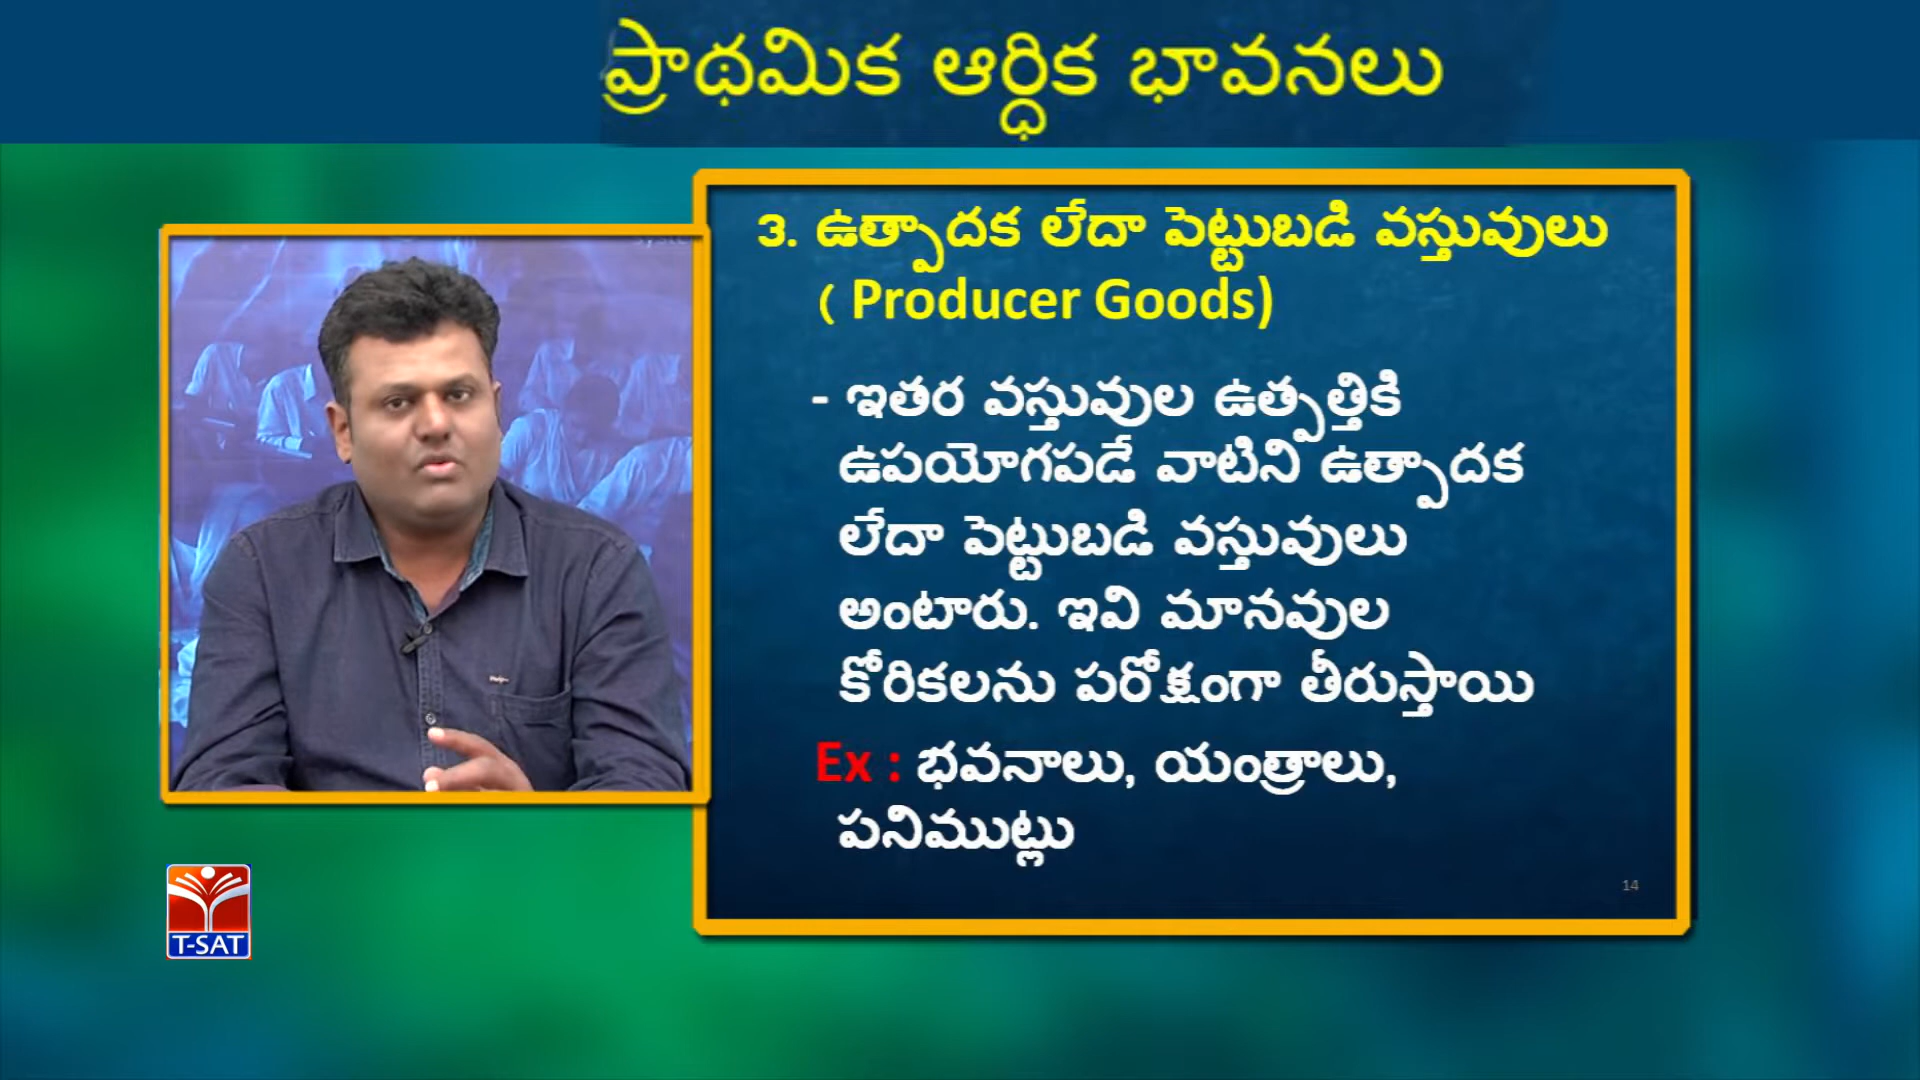 ప్రాథమిక ఆర్ధిక భావనలు
3. ఉత్పాదక లేదా పెట్టుబడి వస్తువులు
( Producer Goods)
- ఇతర వస్తువుల ఉత్పత్తికి
ఉపయోగపడే వాటిని ఉత్పాదక
లేదా పెట్టుబడి వస్తువులు
అంటారు. ఇవి మానవుల
కోరికలను పరోక్షంగా తీరుస్తాయి
Ex : భవనాలు, యంత్రాలు,
పనిముట్లు
14
T-SAT